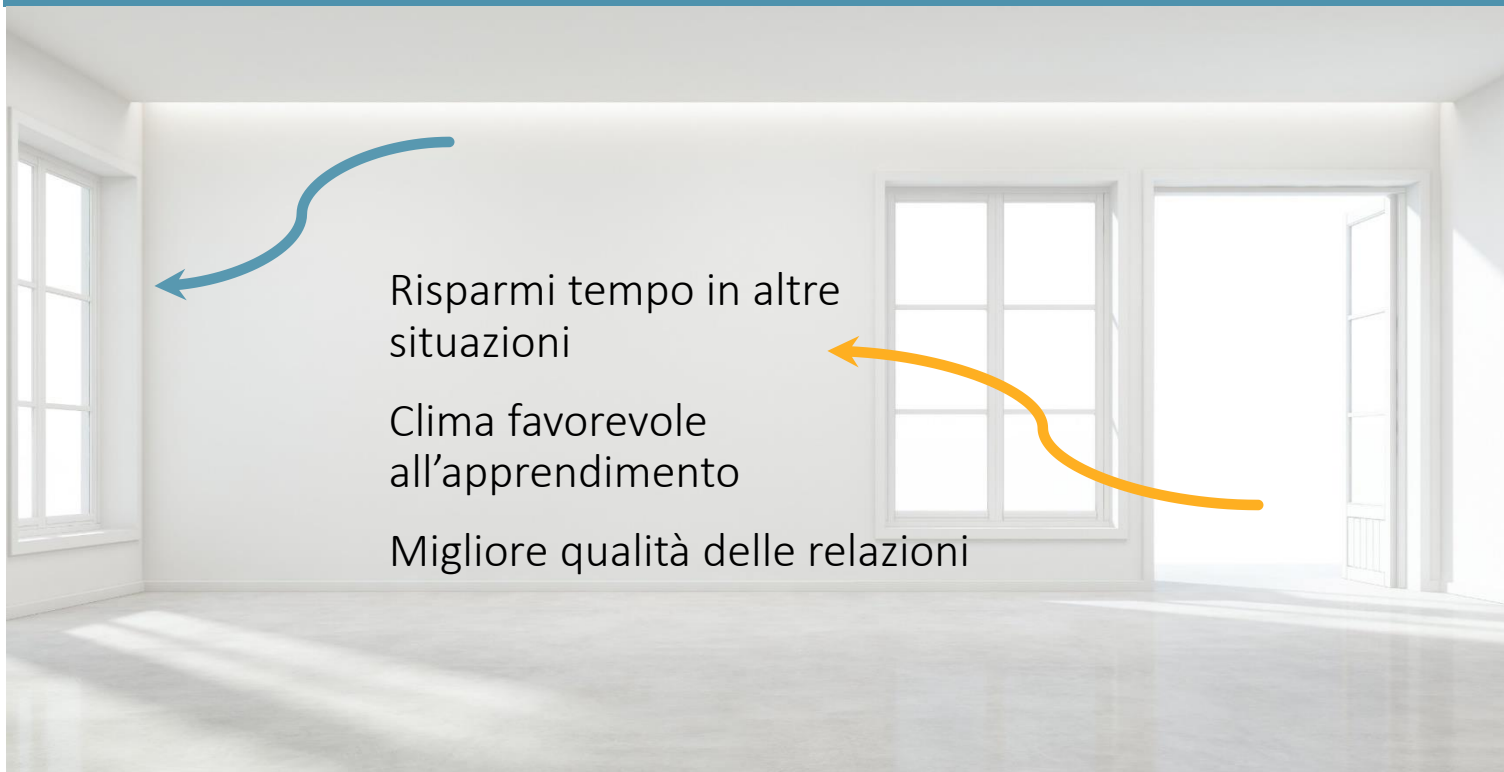 Risparmi tempo in altre
situazioni
Clima favorevole
all’apprendimento
Migliore qualità delle relazioni